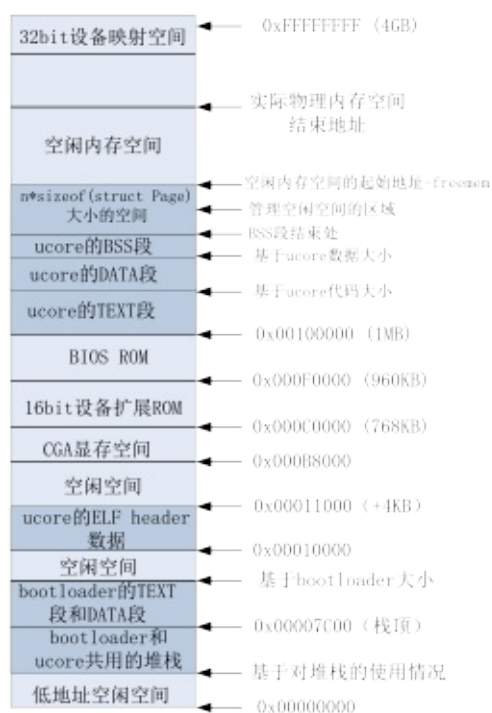 0xFFFFFFFF (4GB)
32bit设备映射空间
实际物理内存空间
结束地址
空闲内存空间
空闲内存空间的起始地址-freemem
n*sizeof(struct Page)
大小的空间
管理空闲空间的区域
BSS段结束处
ucore的BSS段
基于ucore数据大小
ucore的DATA段
基于ucore代码大小
ucore的TEXT段
0x00100000 (1MB)
BIOS ROM
0x000F0000 (960KB)
16bit设备扩展ROM
0x000C0000 (768KB)
CGA显存空间
0x000B8000
空闲空间
0x00011000 (+4KB)
ucore的ELF header
数据
0x00010000
空闲空间
基于bootloader大小
bootloader的TEXT
段和DATA段
0x00007C00 (栈顶)
bootloader和
ucore共用的堆栈
基于对堆栈的使用情况
低地址空闲空间
0x00000000